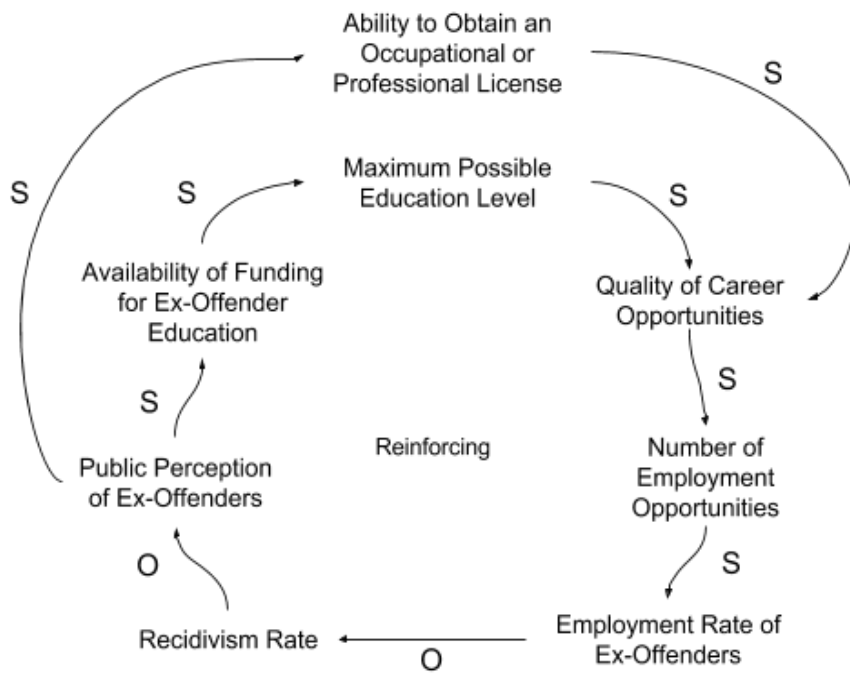 Ability to Obtain an
Occupational or
Professional License
S
S
Maximum Possible
Education Level
S
S
Availability of Funding
for Ex-Offender
Education
Quality of Career
Opportunities
S
S
Reinforcing
Public Perception
of Ex-Offenders
Number of
Employment
Opportunities
O
S
Recidivism Rate
O
Employment Rate of
Ex-Offenders